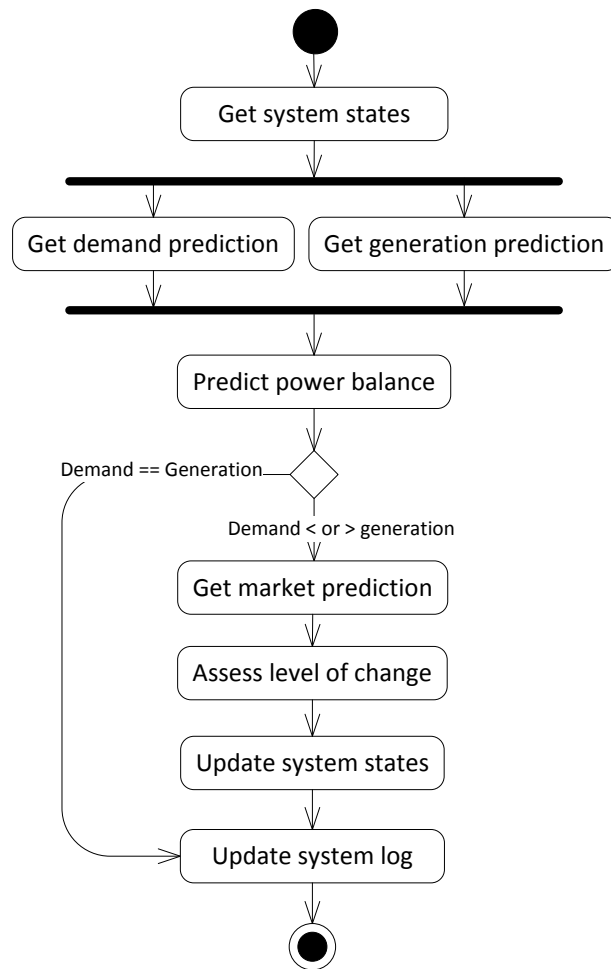 Get system states
Get demand prediction
Get generation prediction
Predict power balance
Demand == Generation
Demand < or > generation
Get market prediction
Assess level of change
Update system states
Update system log